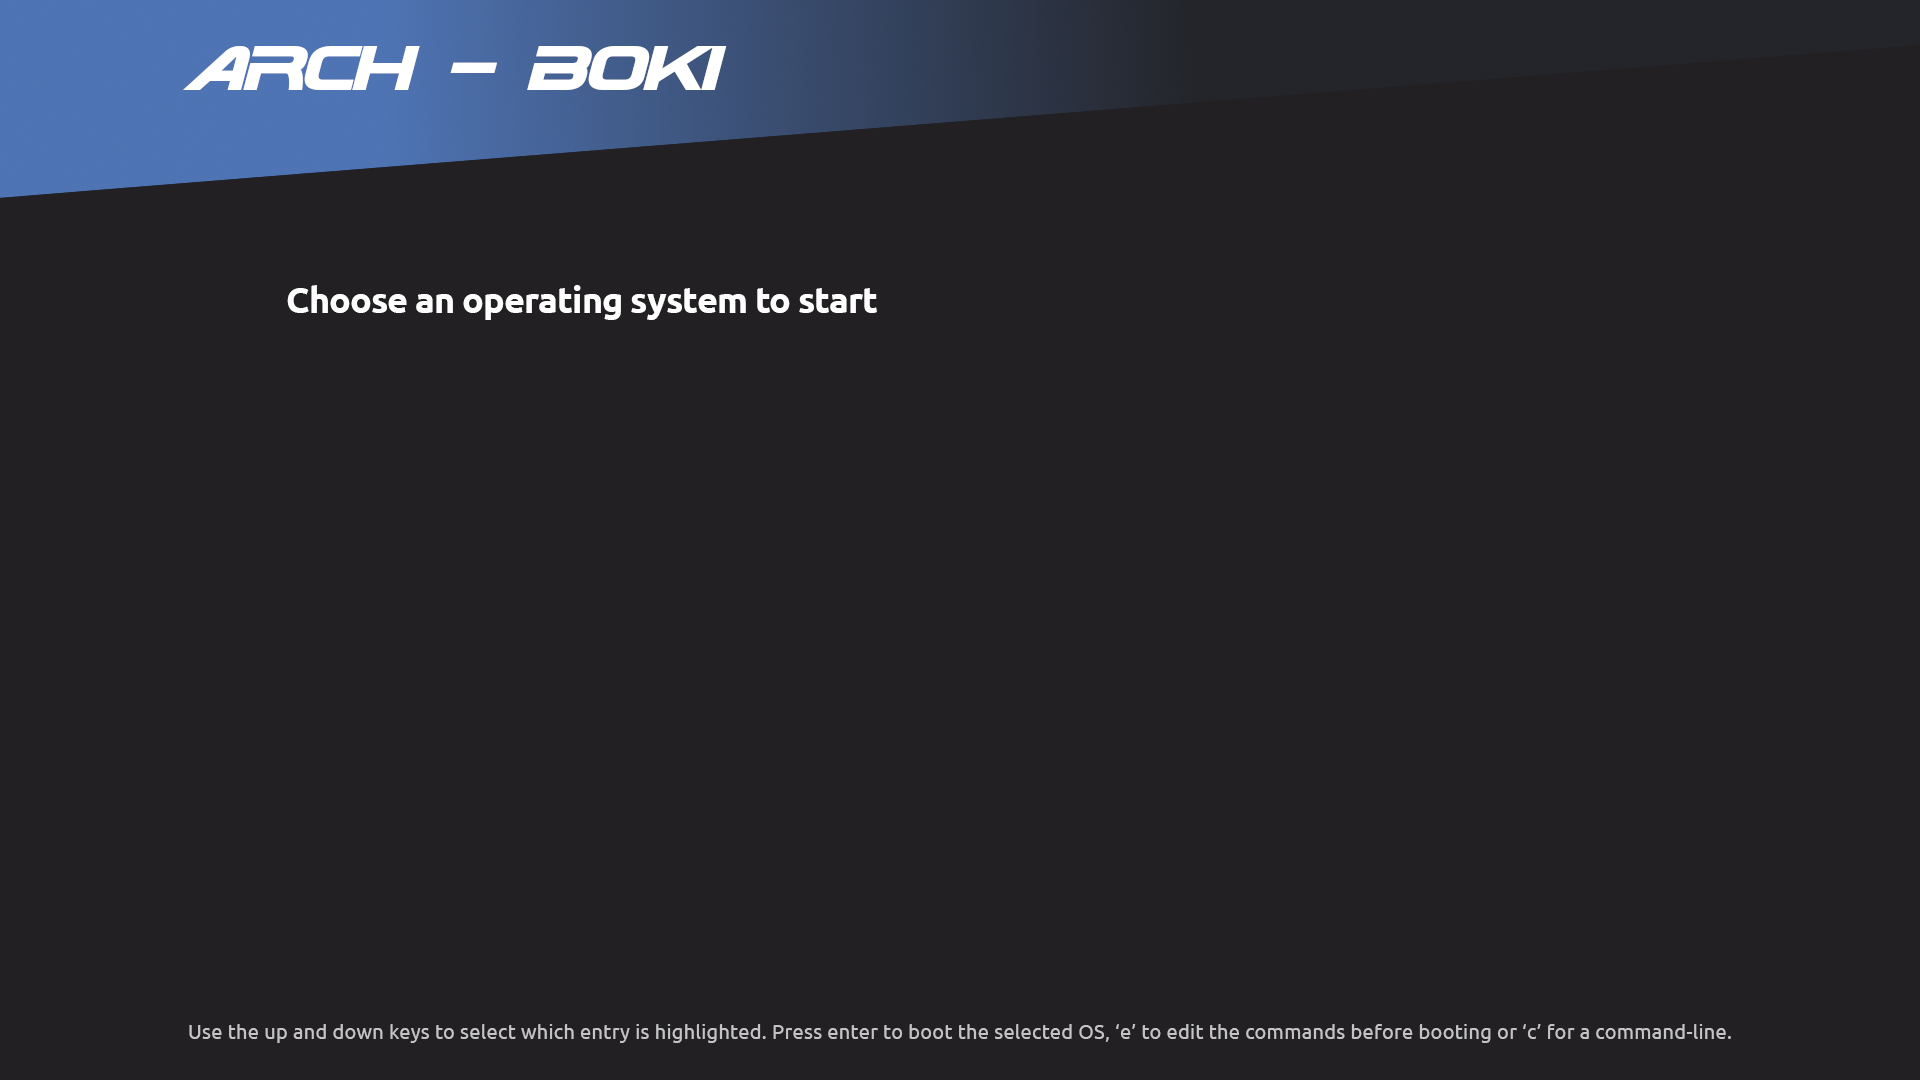 ARCH - BOKI
Choose an operating system to start
Use the up and down keys to select which entry is highlighted. Press enter to boot the selected OS, ‘e’ to edit the commands before booting or ‘c’ for a command-line.